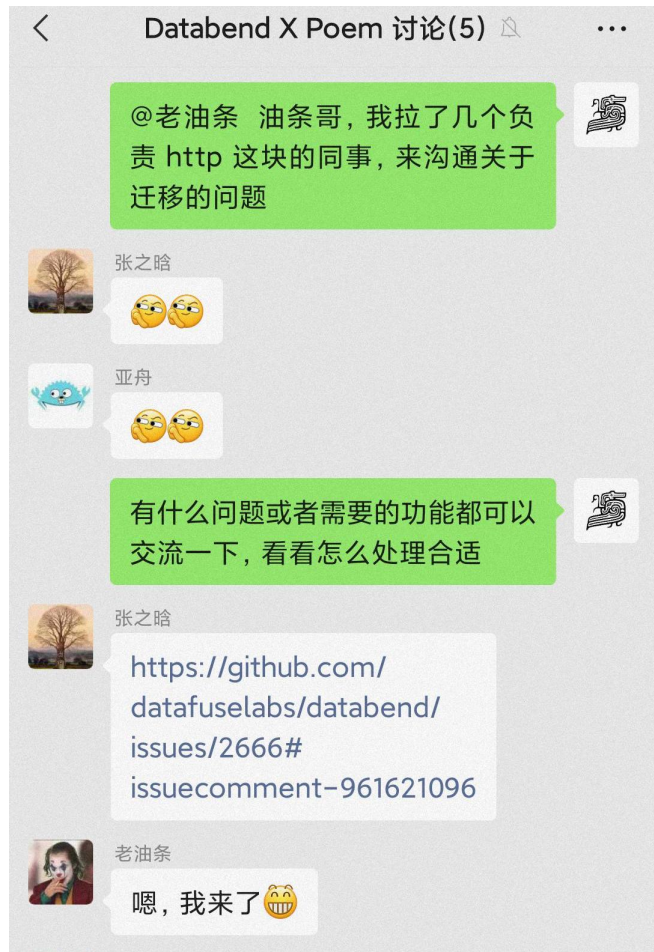 Databend X Poem 讨论(5)
@老油条 油条哥，我拉了几个负
责 http 这块的同事，来沟通关于
迁移的问题
张之晗
亚舟
有什么问题或者需要的功能都可以
交流一下，看看怎么处理合适
张之晗
https://github.com/
datafuselabs/databend/
issues/2666#
issuecomment-961621096
老油条
嗯，我来了